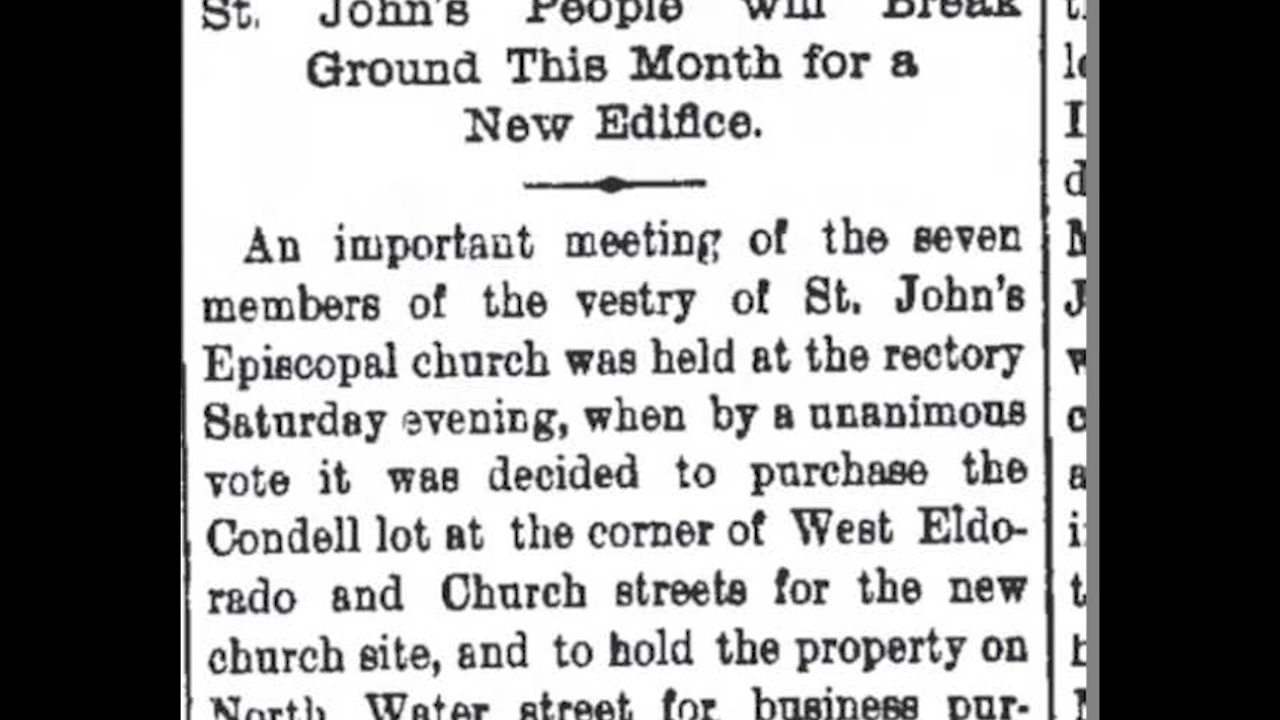 St. John's People Will Break
Ground This Month for a
New Edifice.
An important meeting of the seven
members of the vestry of St. John's
Episcopal church was held at the rectory
Saturday evening, when by a unanimous
vote it was decided to purchase the
Condell lot at the corner of West Eldo-
rado and Church streets for the new
church site, and to hold the property on
North Water street for business pur-